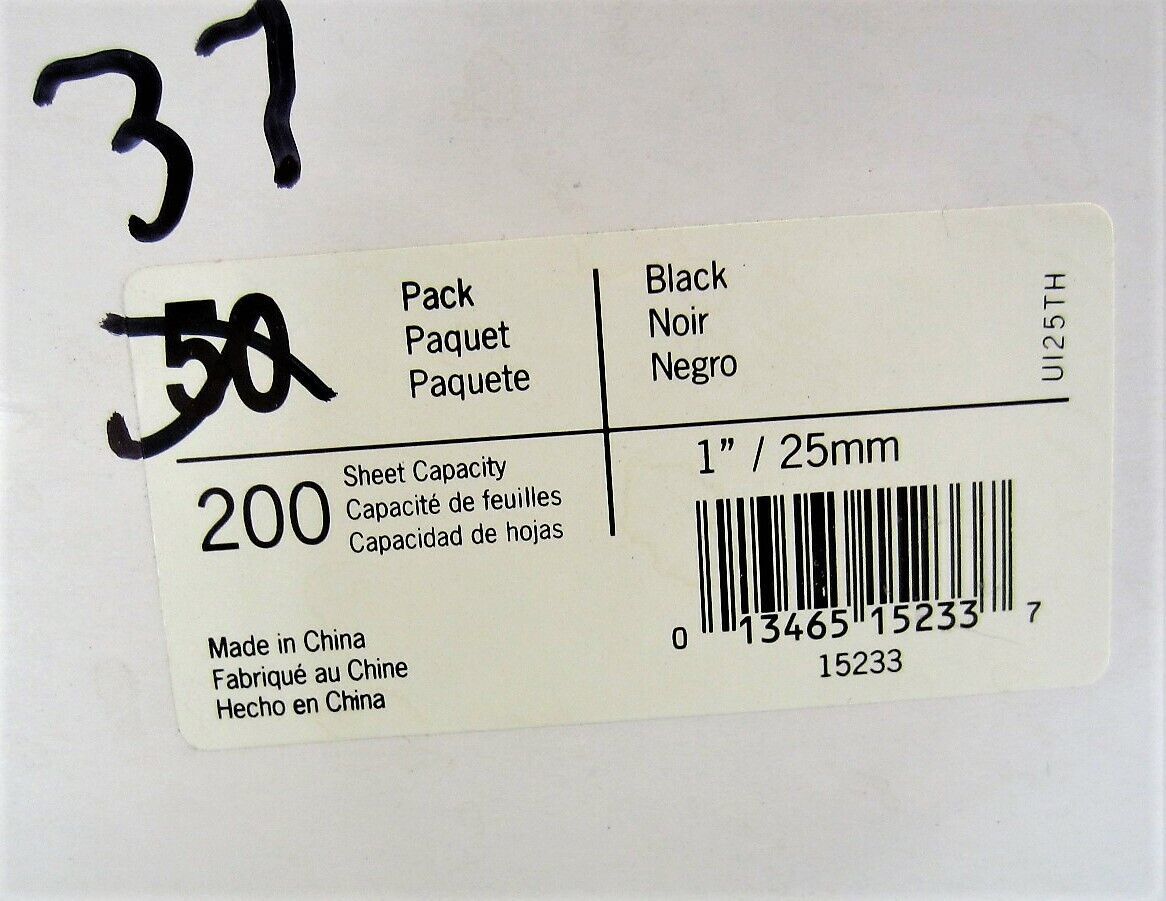 37
50
Pack
Paquet
Paquete
Black
Noir
Negro
UI25TH
200
Sheet Capacity
Capacité de feuilles
Capacidad de hojas
1” / 25mm
0 13465 15233 7
15233
Made in China
Fabriqué au Chine
Hecho en China